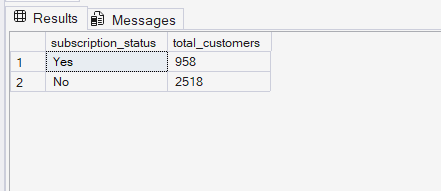 Results Messages
subscription_status total_customers
1 Yes 958
2 No 2518